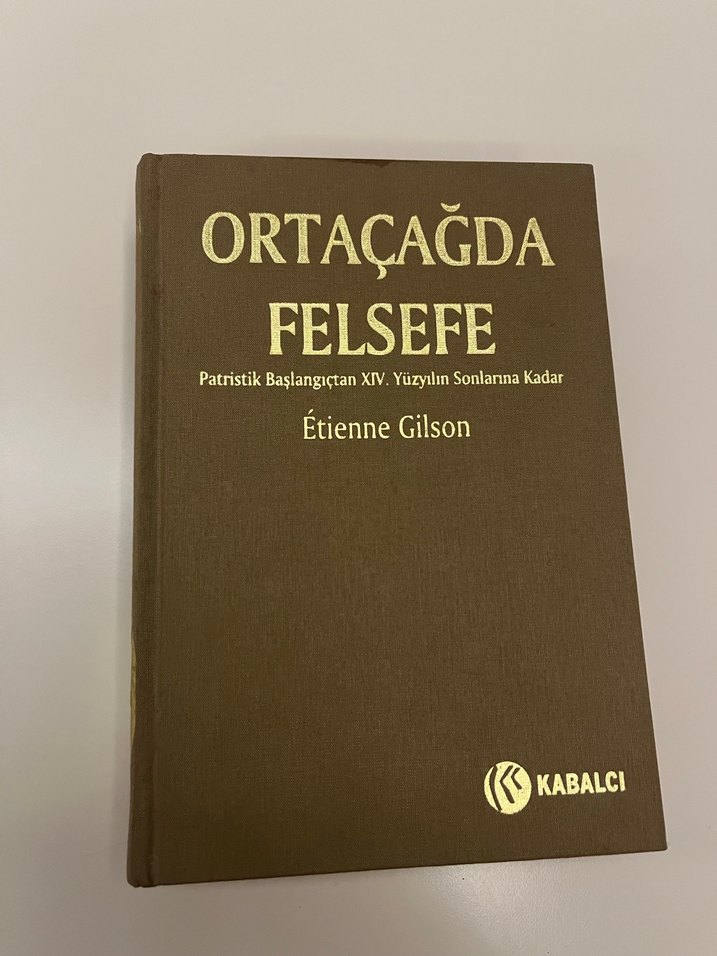 ORTAÇAĞDA
FELSEFE
Patristik Başlangıçtan XIV. Yüzyılın Sonlarına Kadar
Étienne Gilson
KABALCI